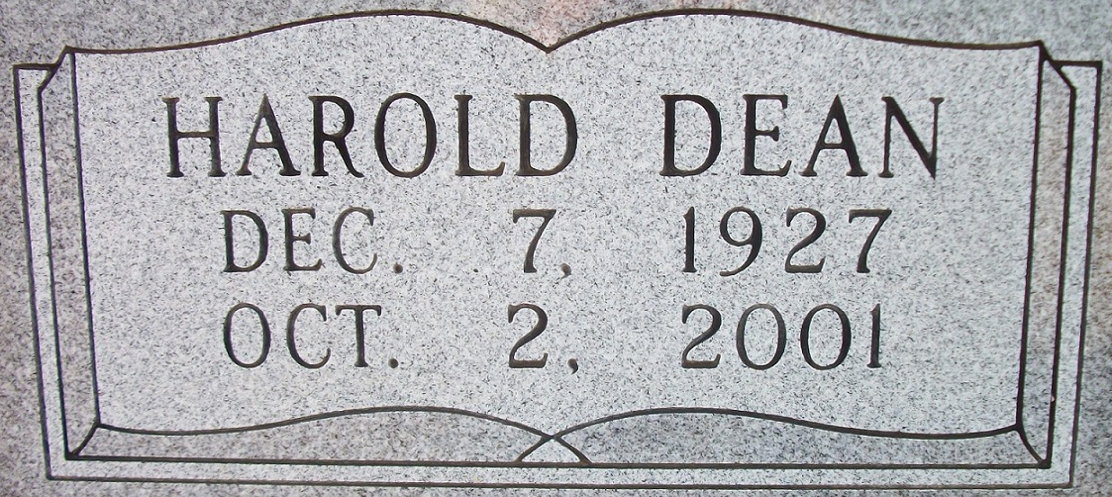 HAROLD DEAN
DEC. 7, 1927
OCT. 2, 2001